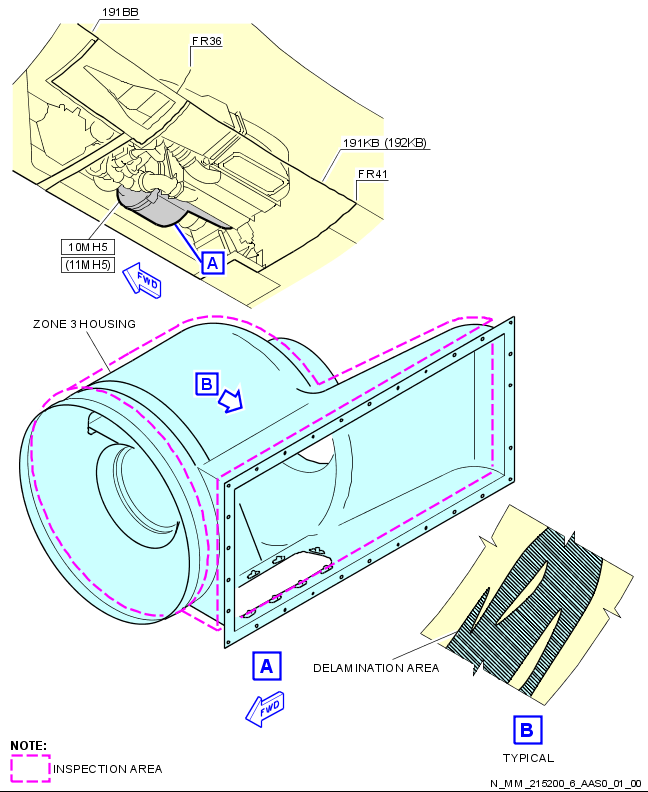 191BB
FR36
191KB (192KB)
FR41
10MH5
(11MH5)
A
FWD
ZONE 3 HOUSING
B
A
FWD
DELAMINATION AREA
B
TYPICAL
NOTE:
INSPECTION AREA
N_MM_215200_6_AAS0_01_00